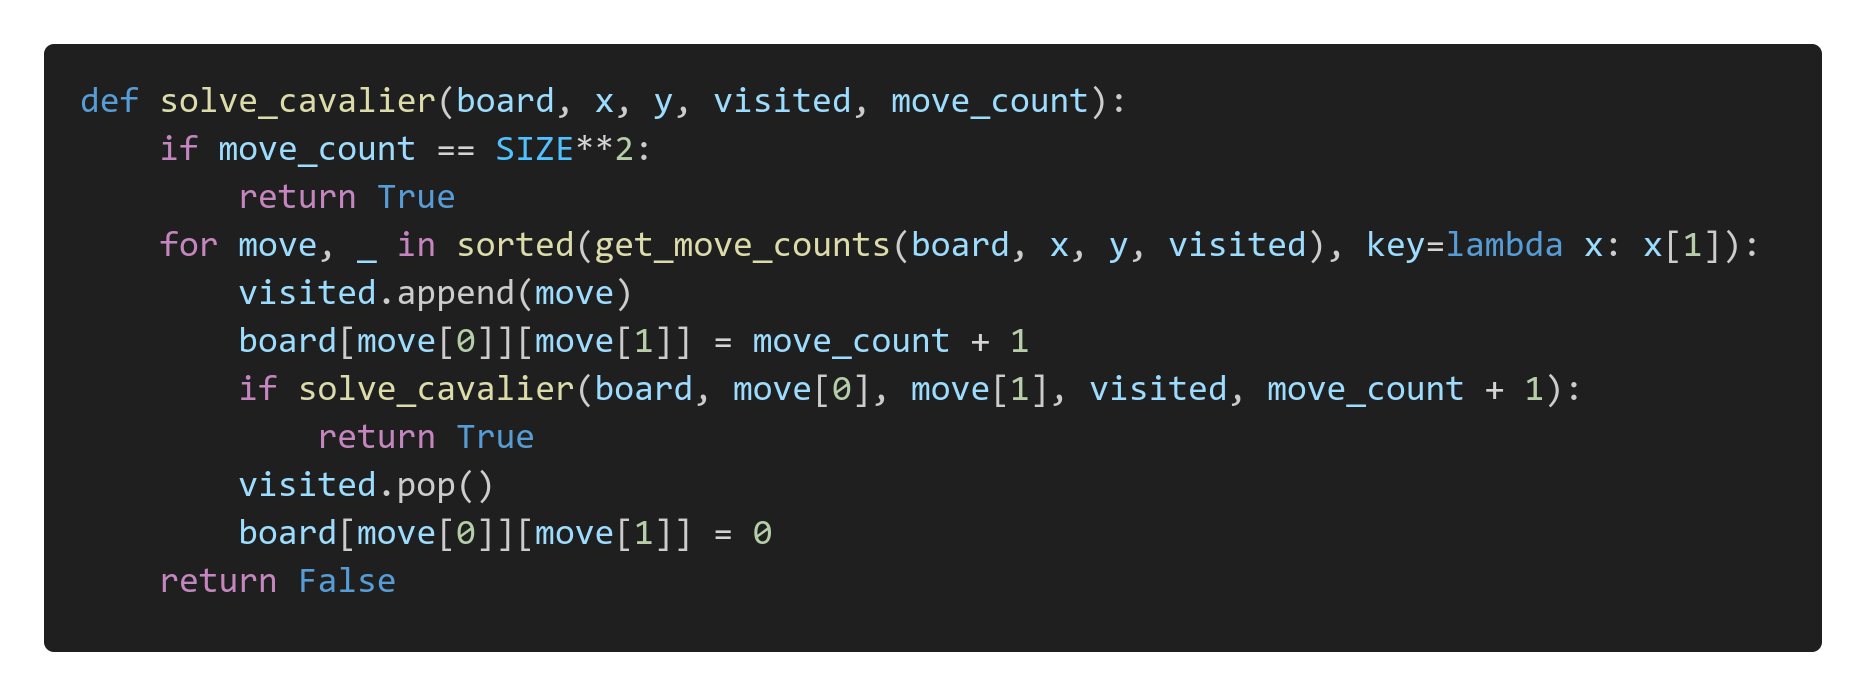 def solve_cavalier(board, x, y, visited, move_count):
    if move_count == SIZE**2:
        return True
    for move, _ in sorted(get_move_counts(board, x, y, visited), key=lambda x: x[1]):
        visited.append(move)
        board[move[0]][move[1]] = move_count + 1
        if solve_cavalier(board, move[0], move[1], visited, move_count + 1):
            return True
        visited.pop()
        board[move[0]][move[1]] = 0
    return False